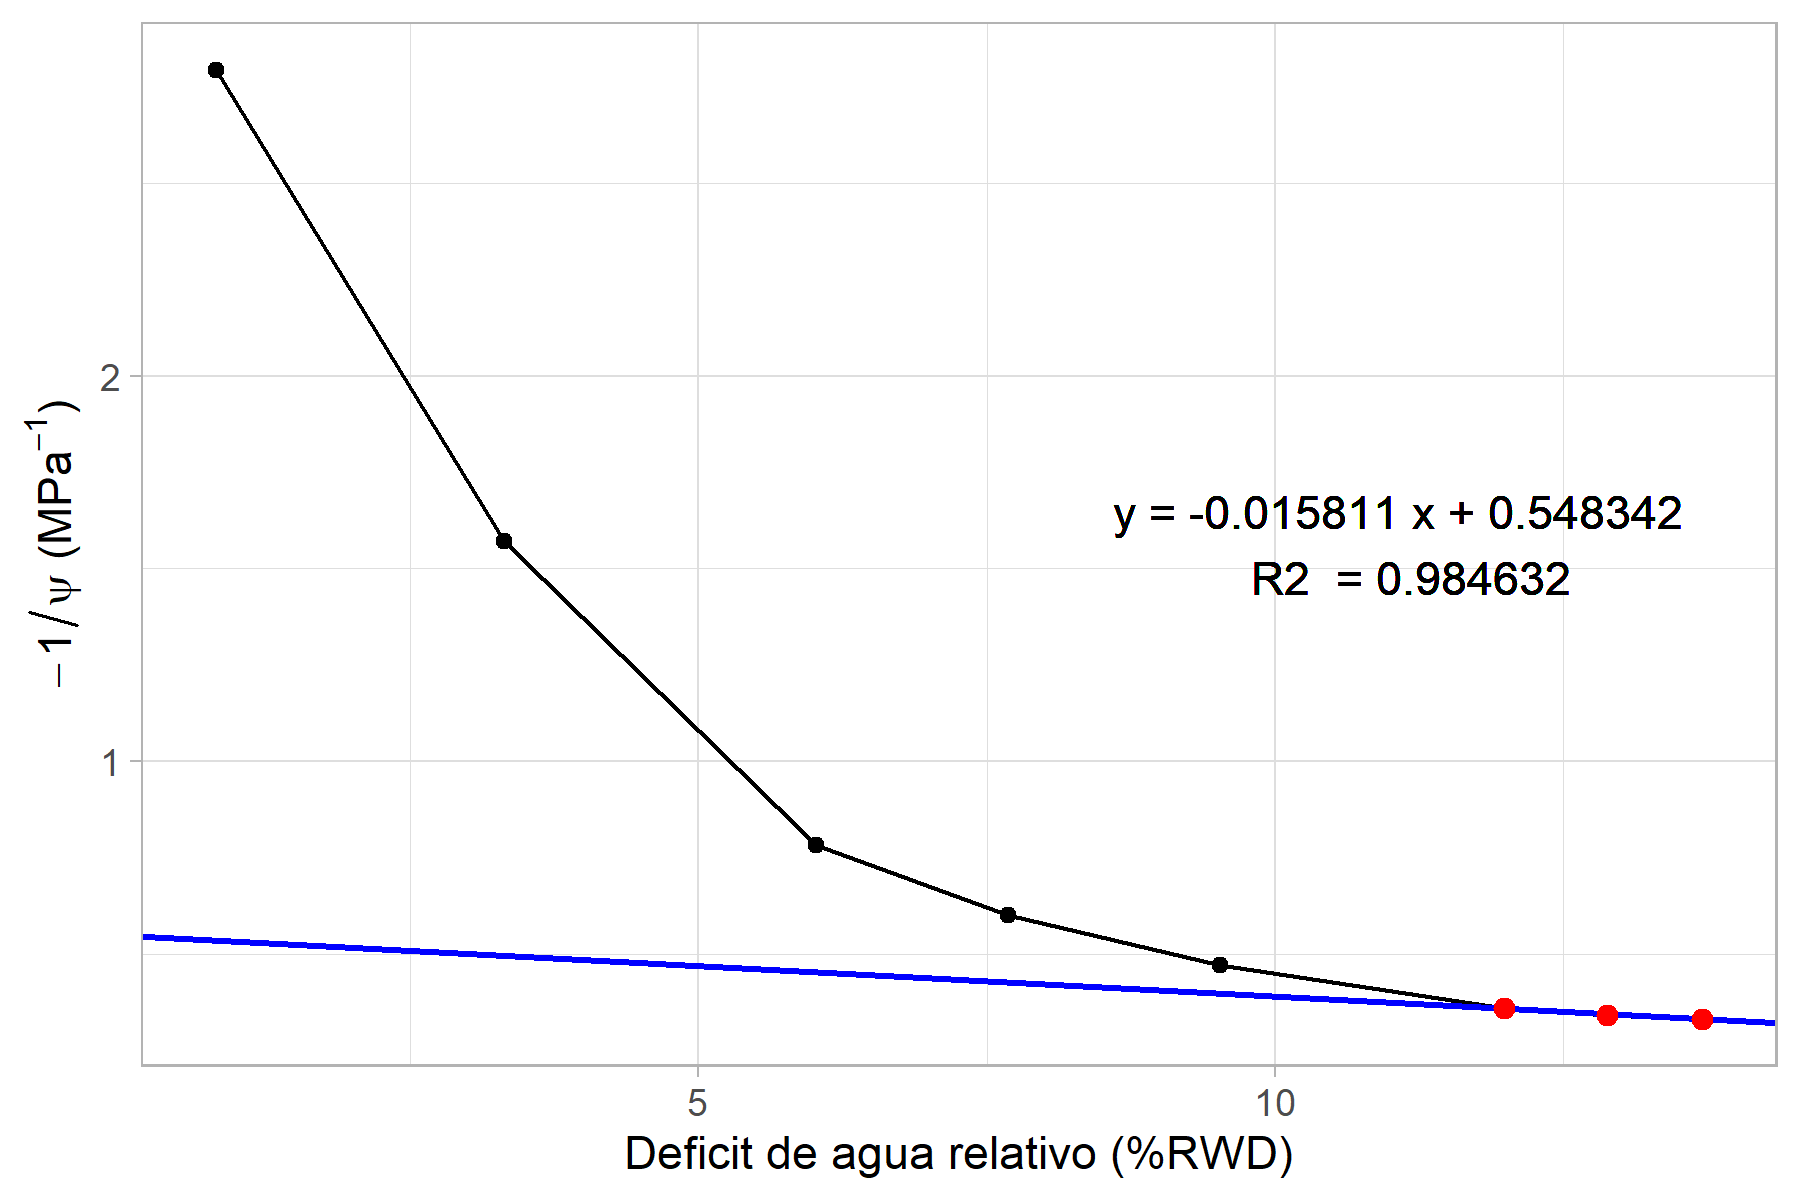 −1/ψ (MPa⁻¹)
2
1
y = -0.015811 x + 0.548342
R2 = 0.984632
5 10
Deficit de agua relativo (%RWD)